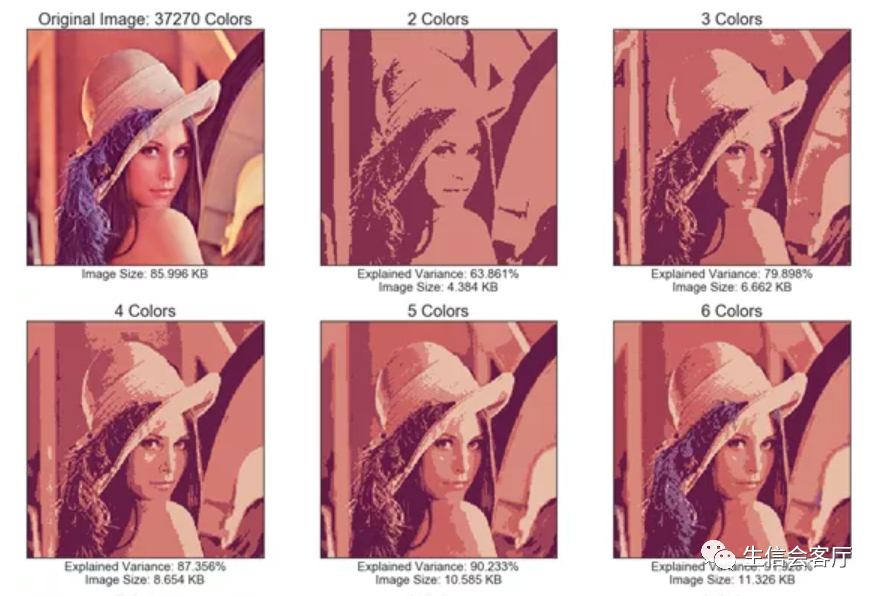 Original Image: 37270 Colors
2 Colors
3 Colors
Image Size: 85.996 KB
Explained Variance: 63.861%
Image Size: 4.384 KB
Explained Variance: 79.898%
Image Size: 6.662 KB
4 Colors
5 Colors
6 Colors
Explained Variance: 87.356%
Image Size: 8.654 KB
Explained Variance: 90.233%
Image Size: 10.585 KB
Explained Variance:
Image Size: 11.326 KB
生信会客厅